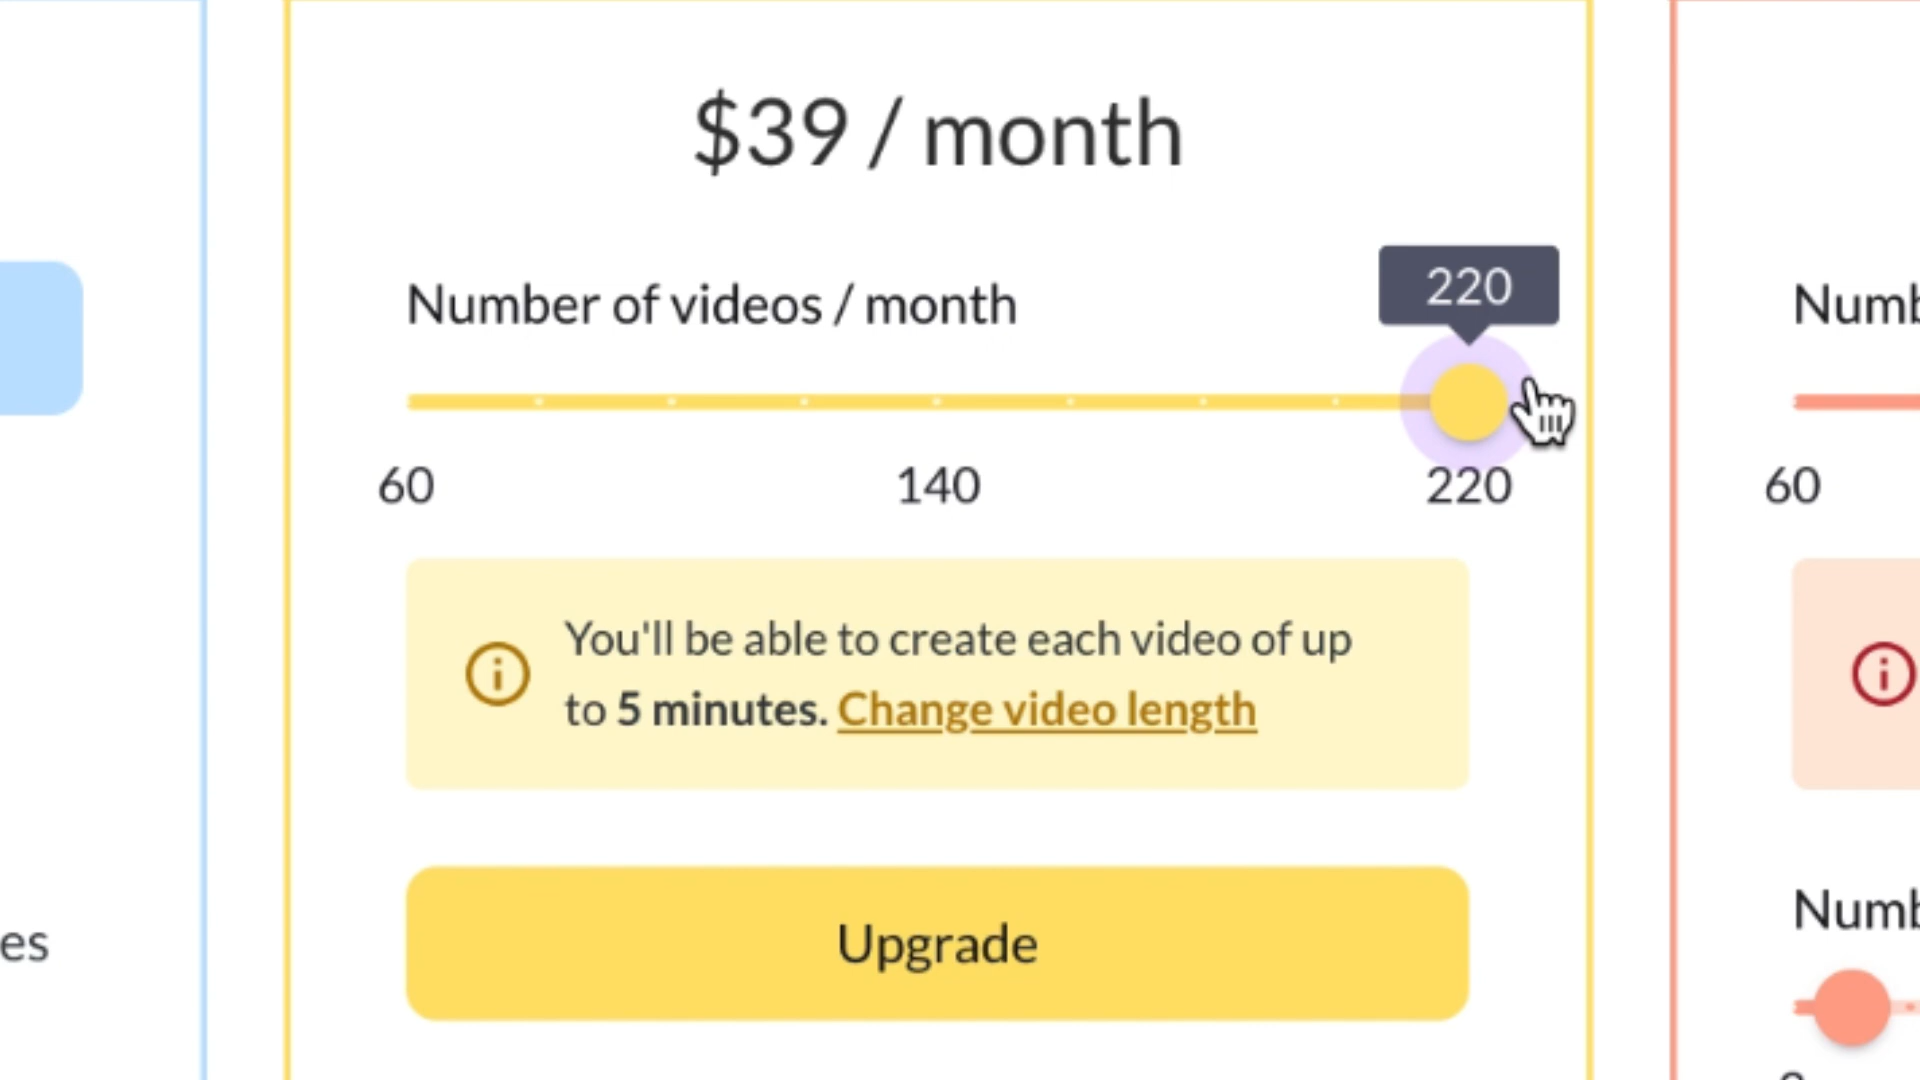 $39 / month
220
Number of videos / month
60 140 220
You'll be able to create each video of up
to 5 minutes. Change video length
Upgrade
es
Numb
60
Numb